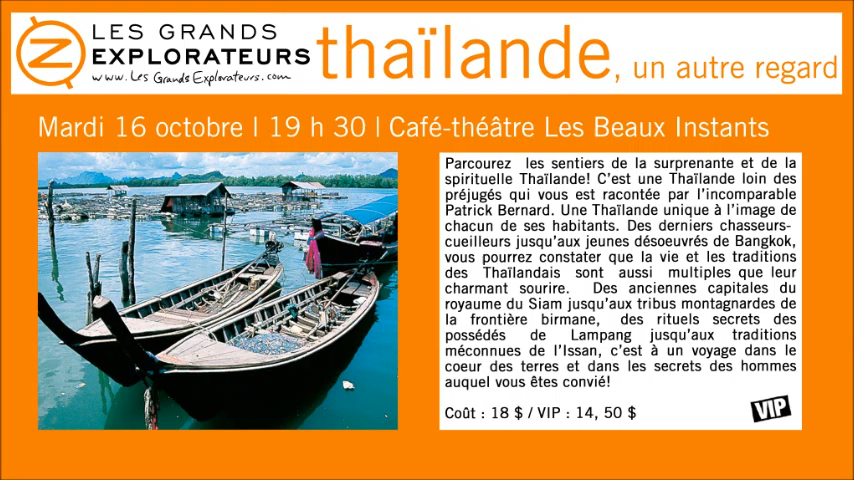 LES GRANDS
EXPLORATEURS
www.LesGrandsExplorateurs.com
thaïlande, un autre regard
Mardi 16 octobre | 19 h 30 | Café-théâtre Les Beaux Instants
Parcourez les sentiers de la surprenante et de la
spirituelle Thaïlande! C'est une Thaïlande loin des
préjugés qui vous est racontée par l'incomparable
Patrick Bernard. Une Thaïlande unique à l'image de
chacun de ses habitants. Des derniers chasseurs-
cueilleurs jusqu'aux jeunes désoeuvrés de Bangkok,
vous pourrez constater que la vie et les traditions
des Thaïlandais sont aussi multiples que leur
charmant sourire. Des anciennes capitales du
royaume du Siam jusqu'aux tribus montagnardes de
la frontière birmane, des rituels secrets des
possédés de Lampang jusqu'aux traditions
méconnues de l'Issan, c'est à un voyage dans le
coeur des terres et dans les secrets des hommes
auquel vous êtes convié!
Coût : 18 $ / VIP : 14, 50 $
VIP